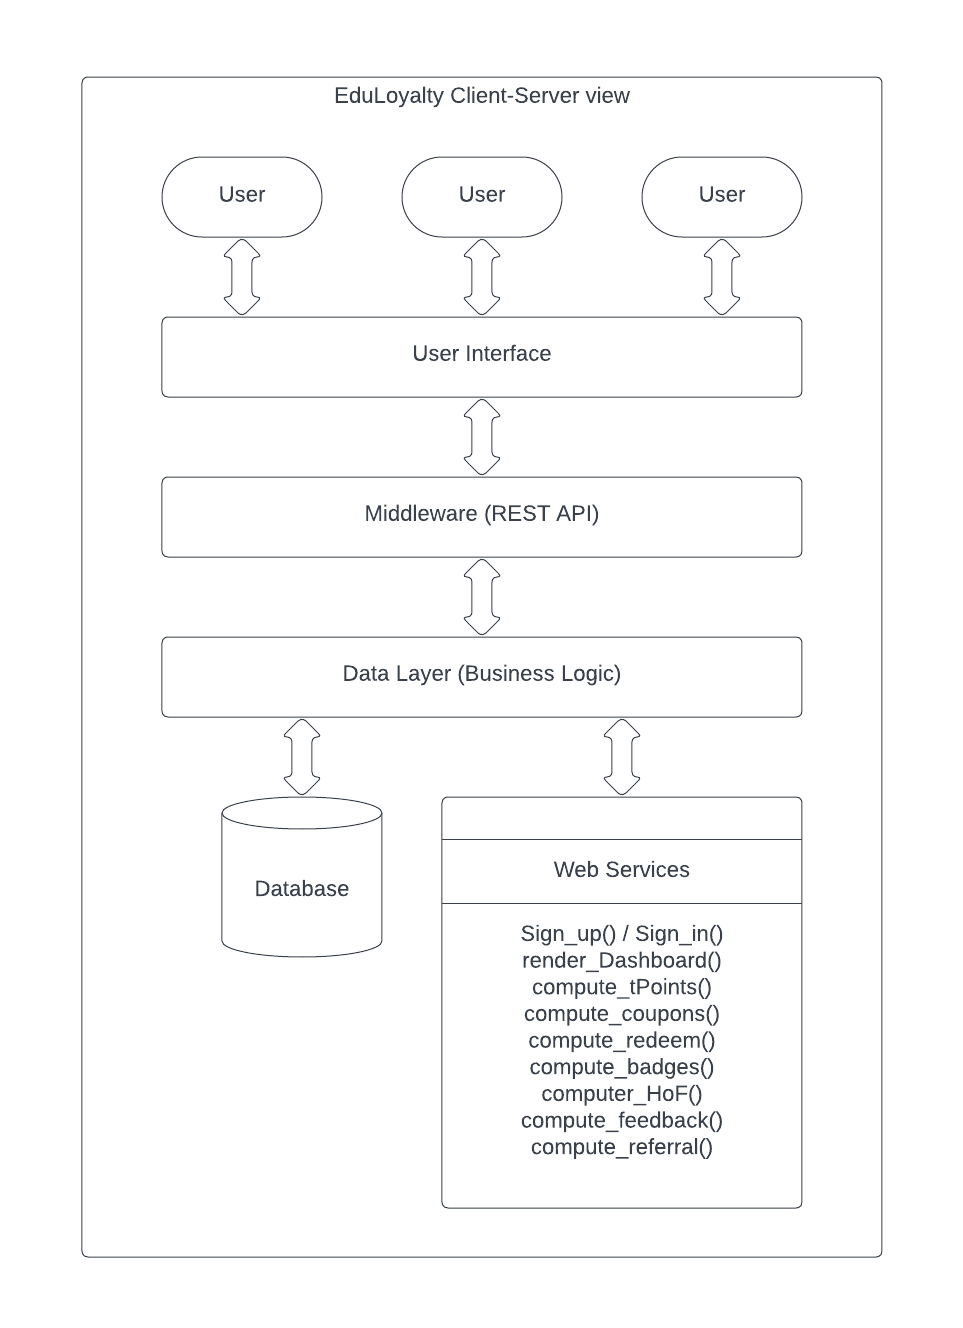 EduLoyalty Client-Server view
User
User
User
User Interface
Middleware (REST API)
Data Layer (Business Logic)
Database
Web Services
Sign_up() / Sign_in()
render_Dashboard()
compute_tPoints()
compute_coupons()
compute_redeem()
compute_badges()
computer_HoF()
compute_feedback()
compute_referral()